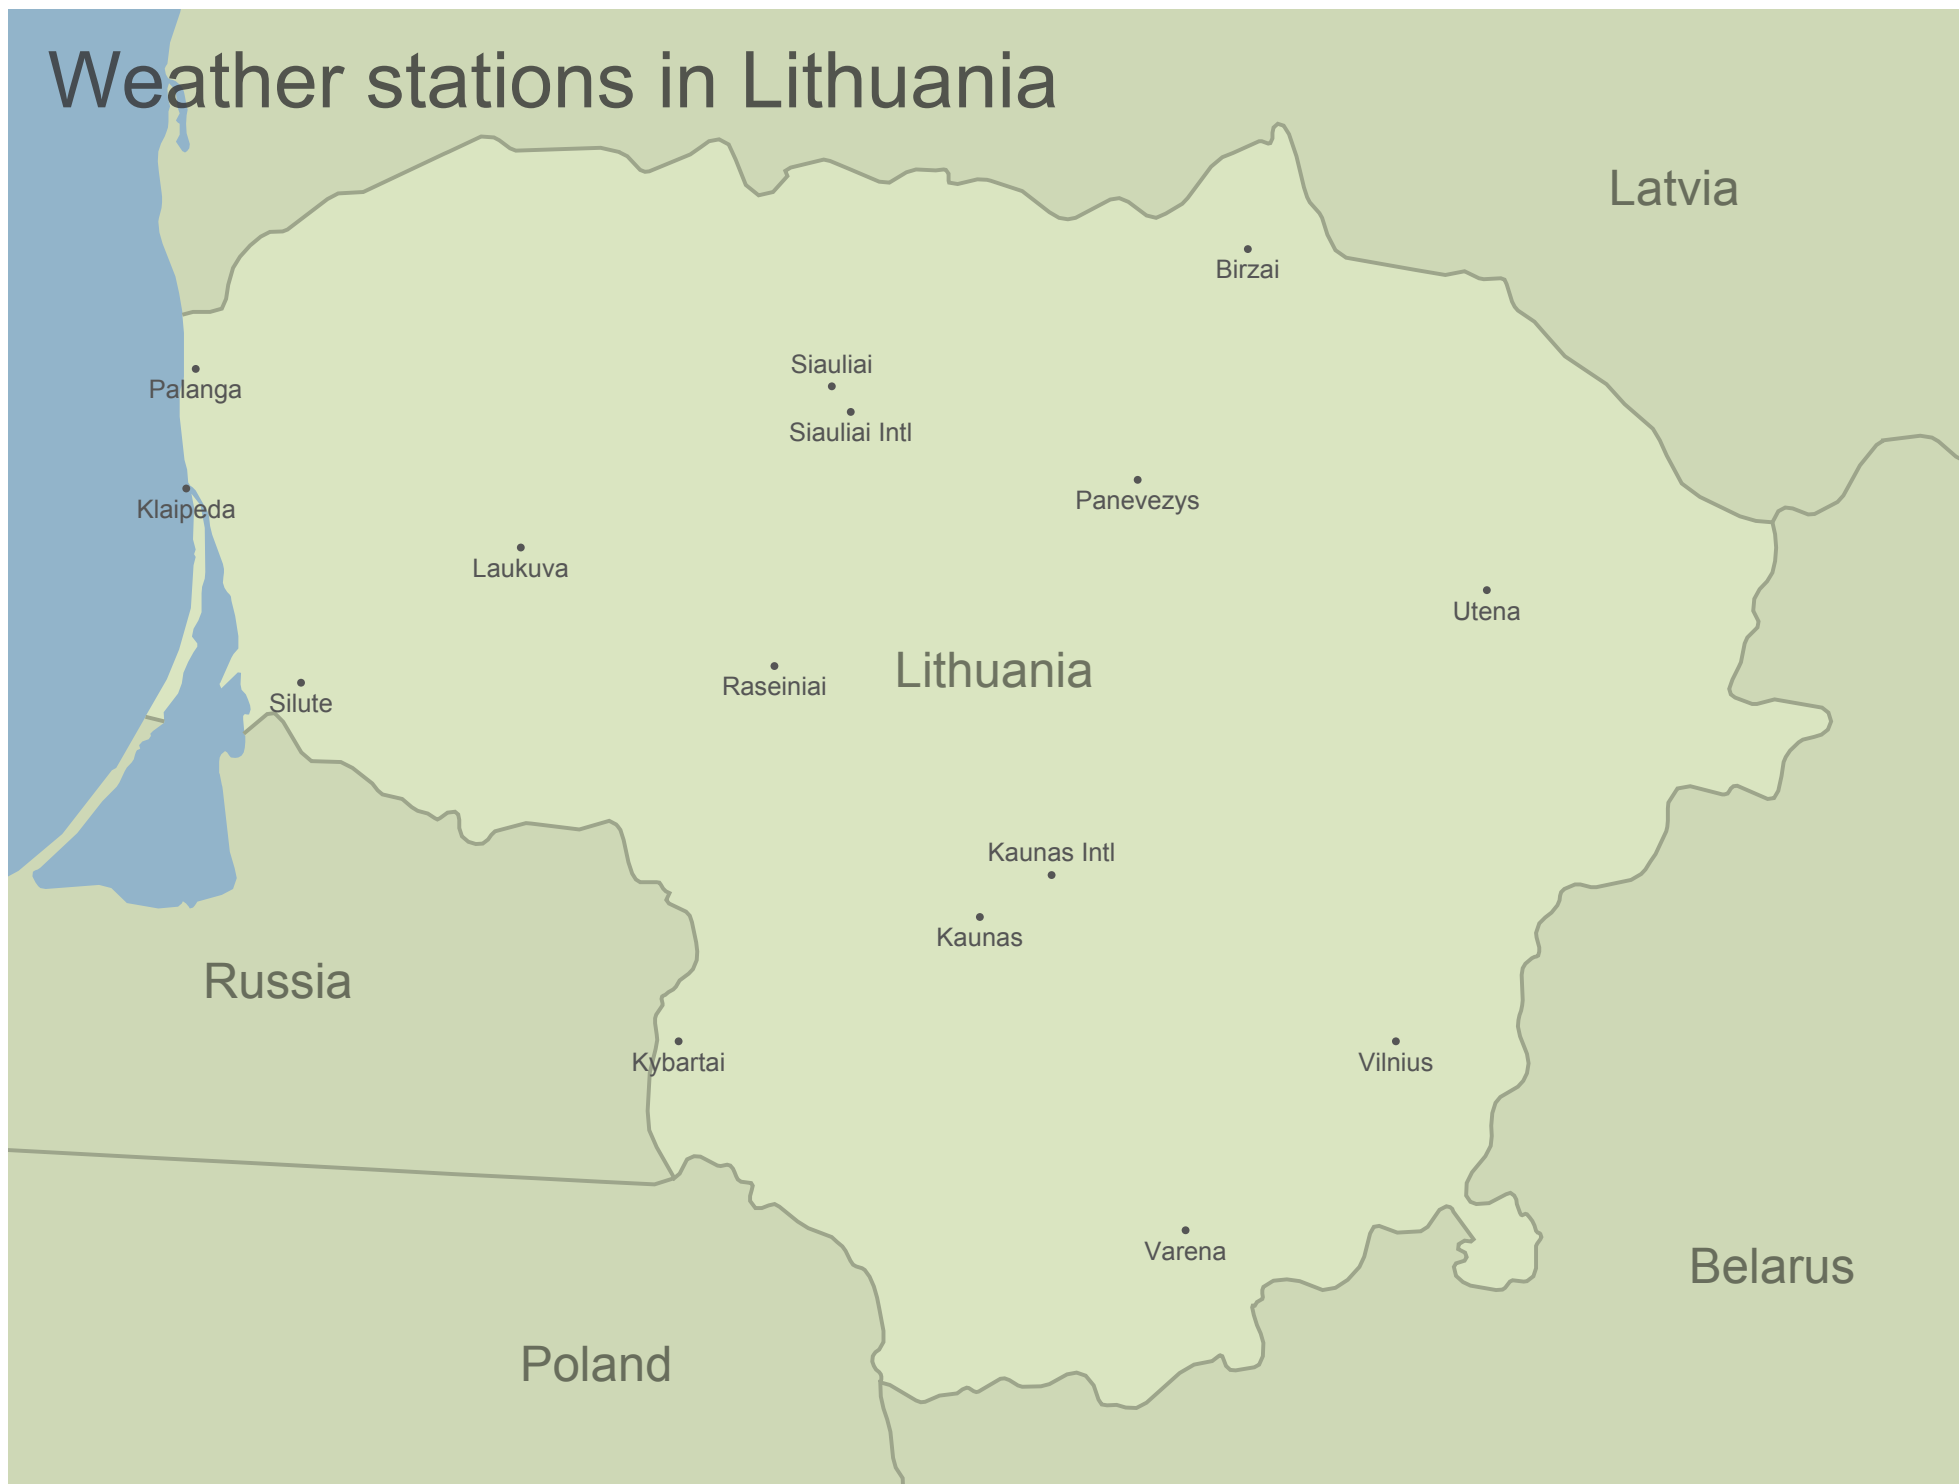 Weather stations in Lithuania
Latvia
Birzai
Siauliai
Palanga
Siauliai Intl
Panevezys
Klaipeda
Laukuva
Utena
Lithuania
Raseiniai
Silute
Kaunas Intl
Kaunas
Russia
Kybartai
Vilnius
Varena
Belarus
Poland